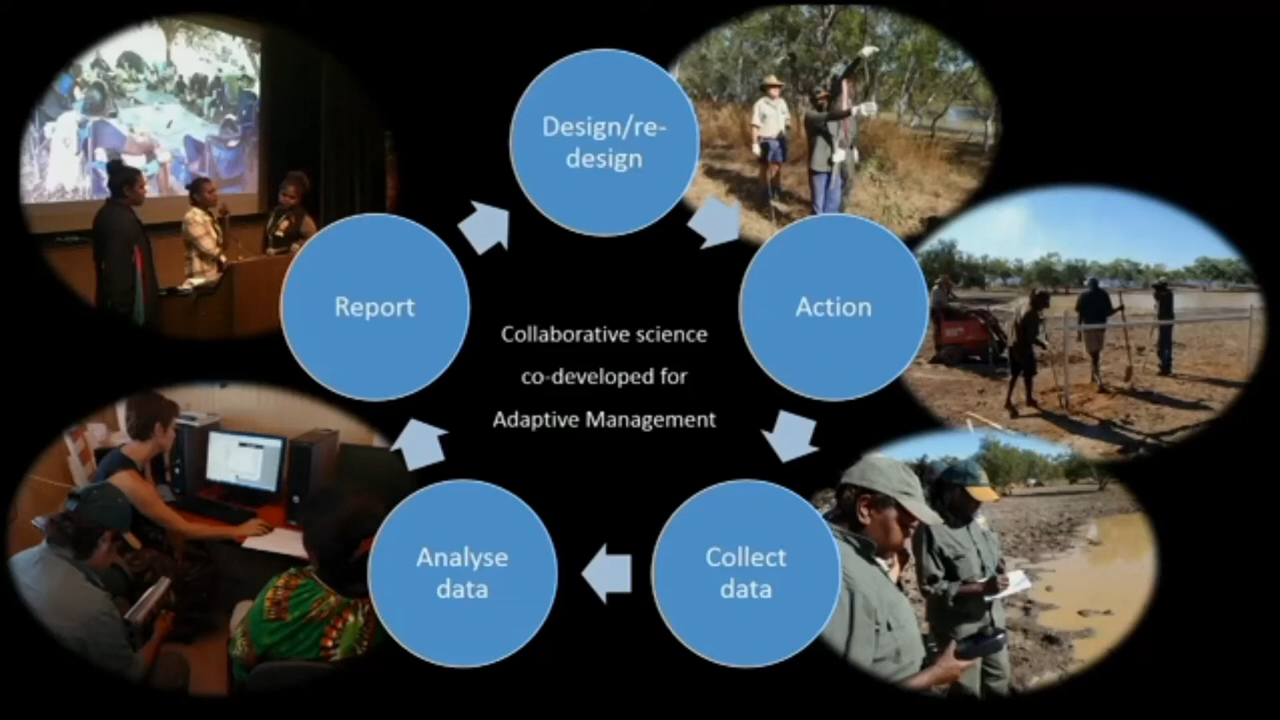 Design/re-
design
Action
Collect
data
Analyse
data
Report
Collaborative science
co-developed for
Adaptive Management